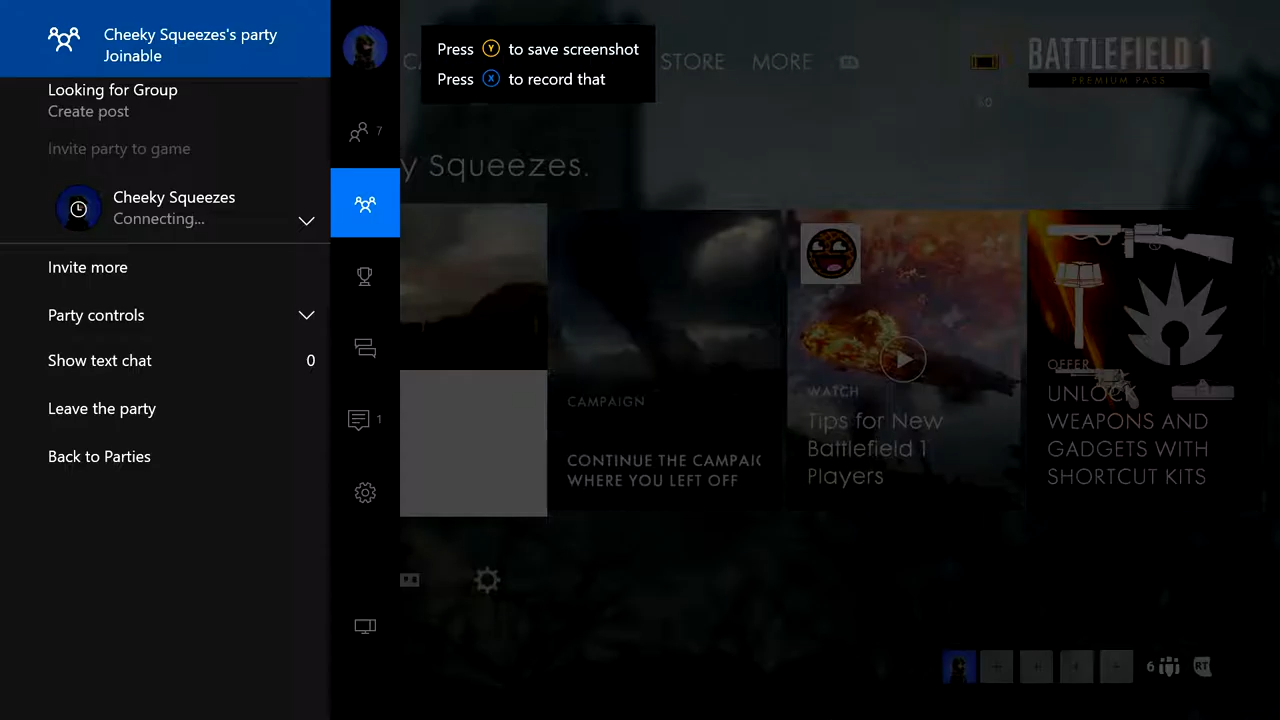 Cheeky Squeezes's party
Joinable
Looking for Group
Create post
Invite party to game
Cheeky Squeezes
Connecting...
Invite more
Party controls
Show text chat 0
Leave the party
Back to Parties
7
1
Press Y to save screenshot
Press X to record that
STORE MORE
BATTLEFIELD 1
PREMIUM PASS
y Squeezes.
CAMPAIGN
CONTINUE THE CAMPAI
WHERE YOU LEFT OFF
WATCH
Tips for New
Battlefield 1
Players
OFFER
UNLOCK
WEAPONS AND
GADGETS WITH
SHORTCUT KITS
6 RT